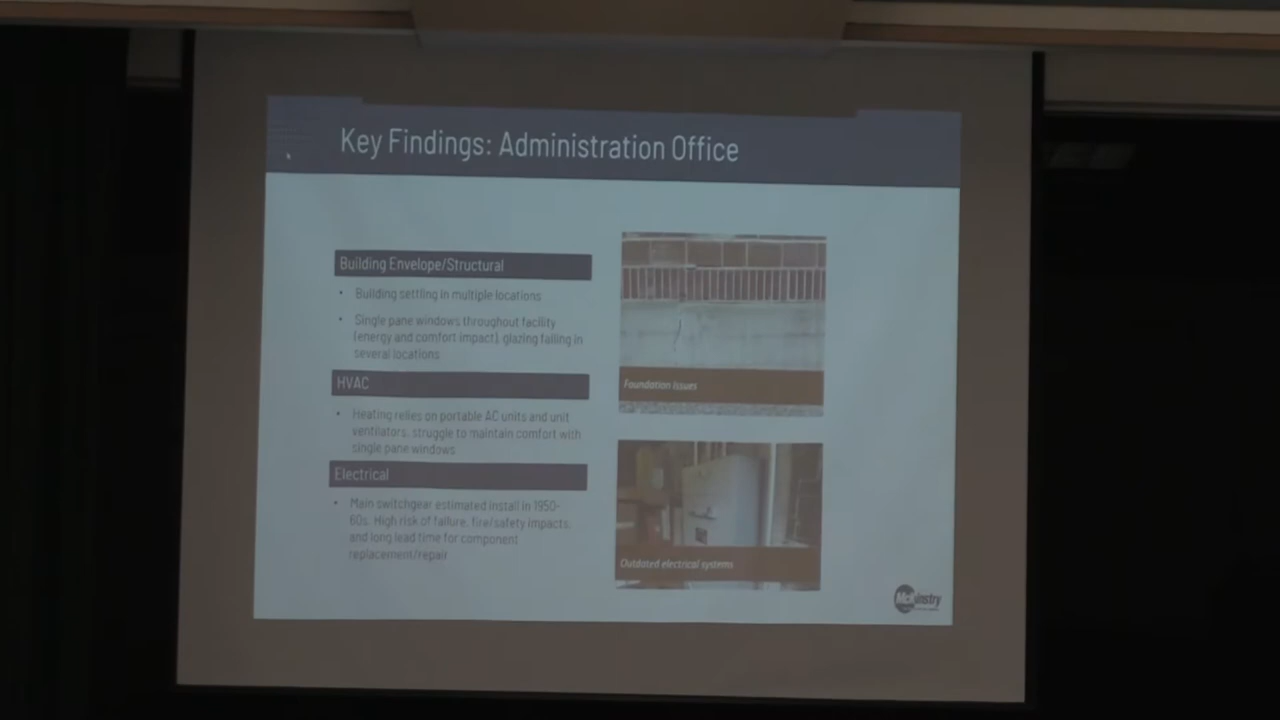 Key Findings: Administration Office
Building Envelope/Structural
• Building settling in multiple locations
• Single pane windows throughout facility
(energy and comfort impact), glazing failing in
several locations
HVAC
• Heating relies on portable AC units and unit
ventilators, struggle to maintain comfort with
single pane windows
Electrical
• Main switchgear estimated install in 1950-
60s. High risk of failure, fire/safety impacts,
and long lead time for component
replacement/repair
Foundation Issues
Outdated electrical systems
McKinstry